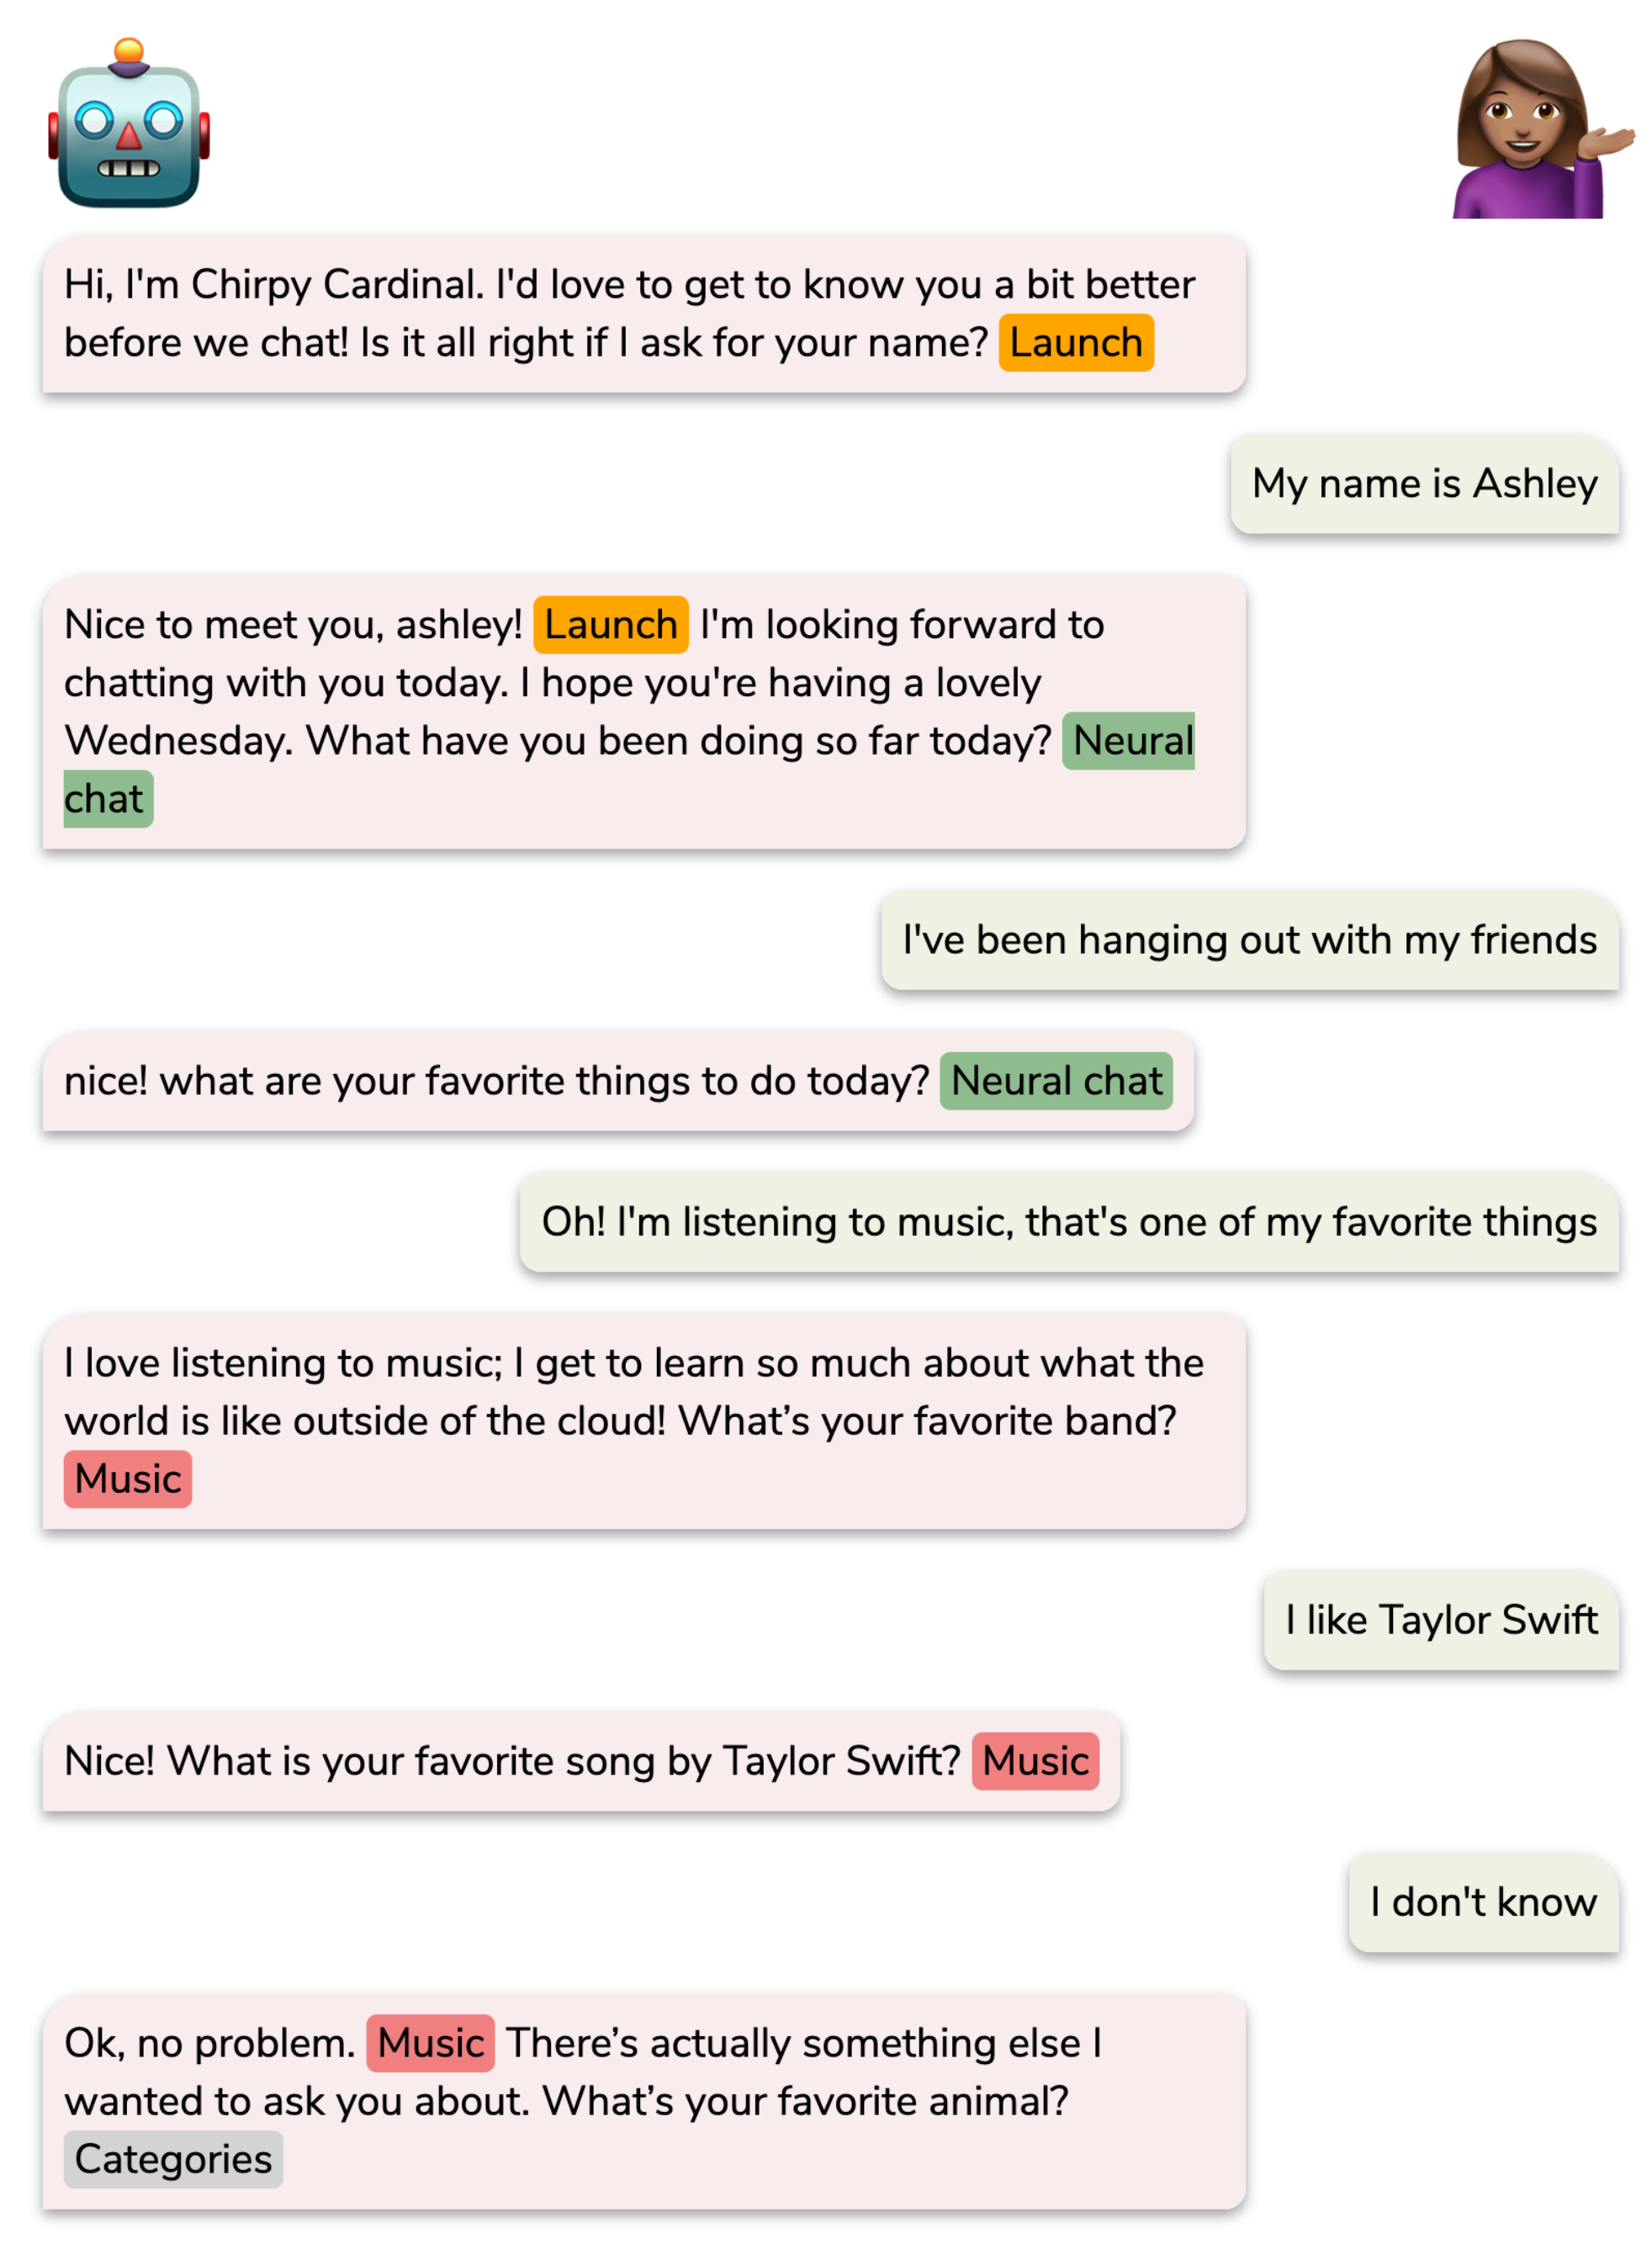 Hi, I'm Chirpy Cardinal. I'd love to get to know you a bit better
before we chat! Is it all right if I ask for your name? Launch
My name is Ashley
Nice to meet you, ashley! Launch I'm looking forward to
chatting with you today. I hope you're having a lovely
Wednesday. What have you been doing so far today? Neural
chat
I've been hanging out with my friends
nice! what are your favorite things to do today? Neural chat
Oh! I'm listening to music, that's one of my favorite things
I love listening to music; I get to learn so much about what the
world is like outside of the cloud! What’s your favorite band?
Music
I like Taylor Swift
Nice! What is your favorite song by Taylor Swift? Music
I don't know
Ok, no problem. Music There’s actually something else I
wanted to ask you about. What’s your favorite animal?
Categories